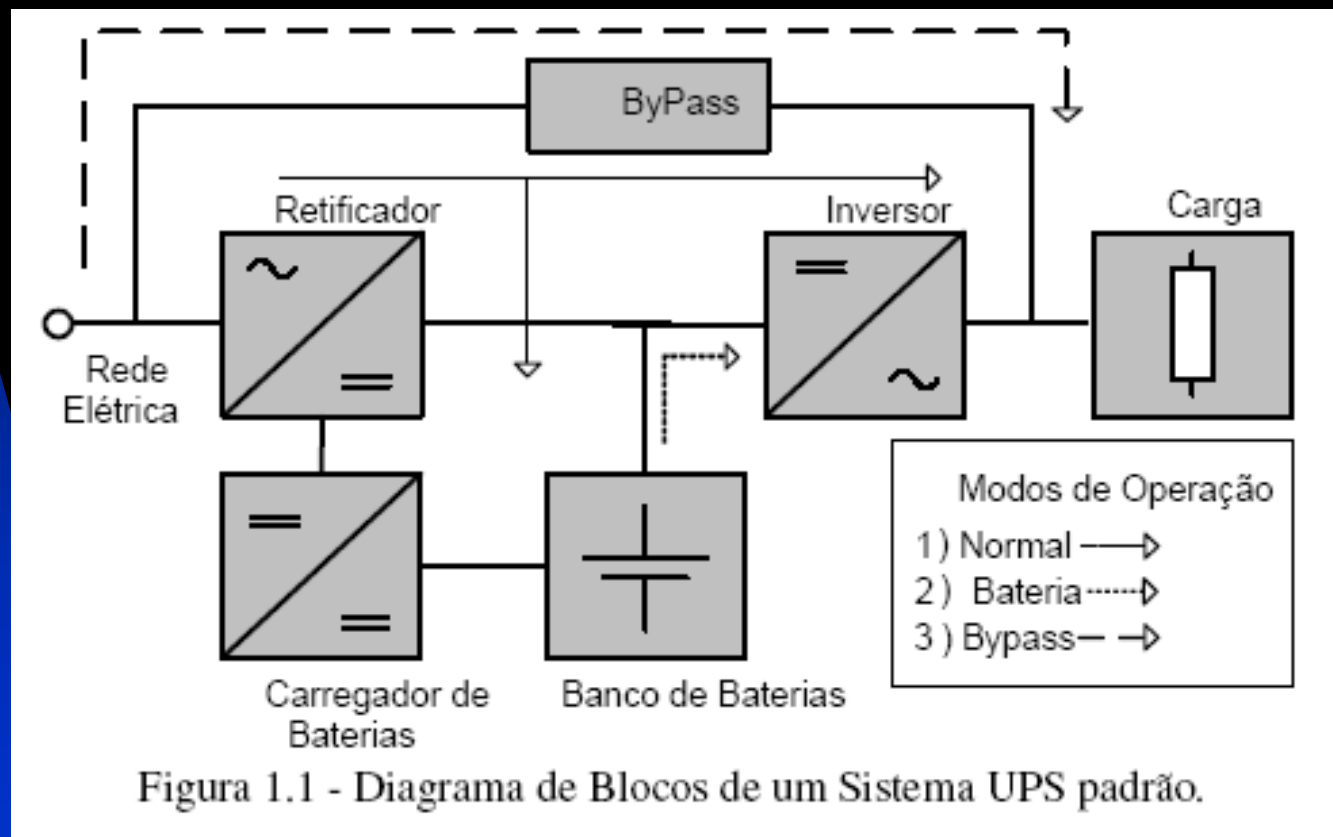 ByPass
Retificador
Inversor
Carga
Rede
Elétrica
Modos de Operação
1) Normal
2) Bateria
3) Bypass
Carregador de
Baterias
Banco de Baterias
Figura 1.1 - Diagrama de Blocos de um Sistema UPS padrão.